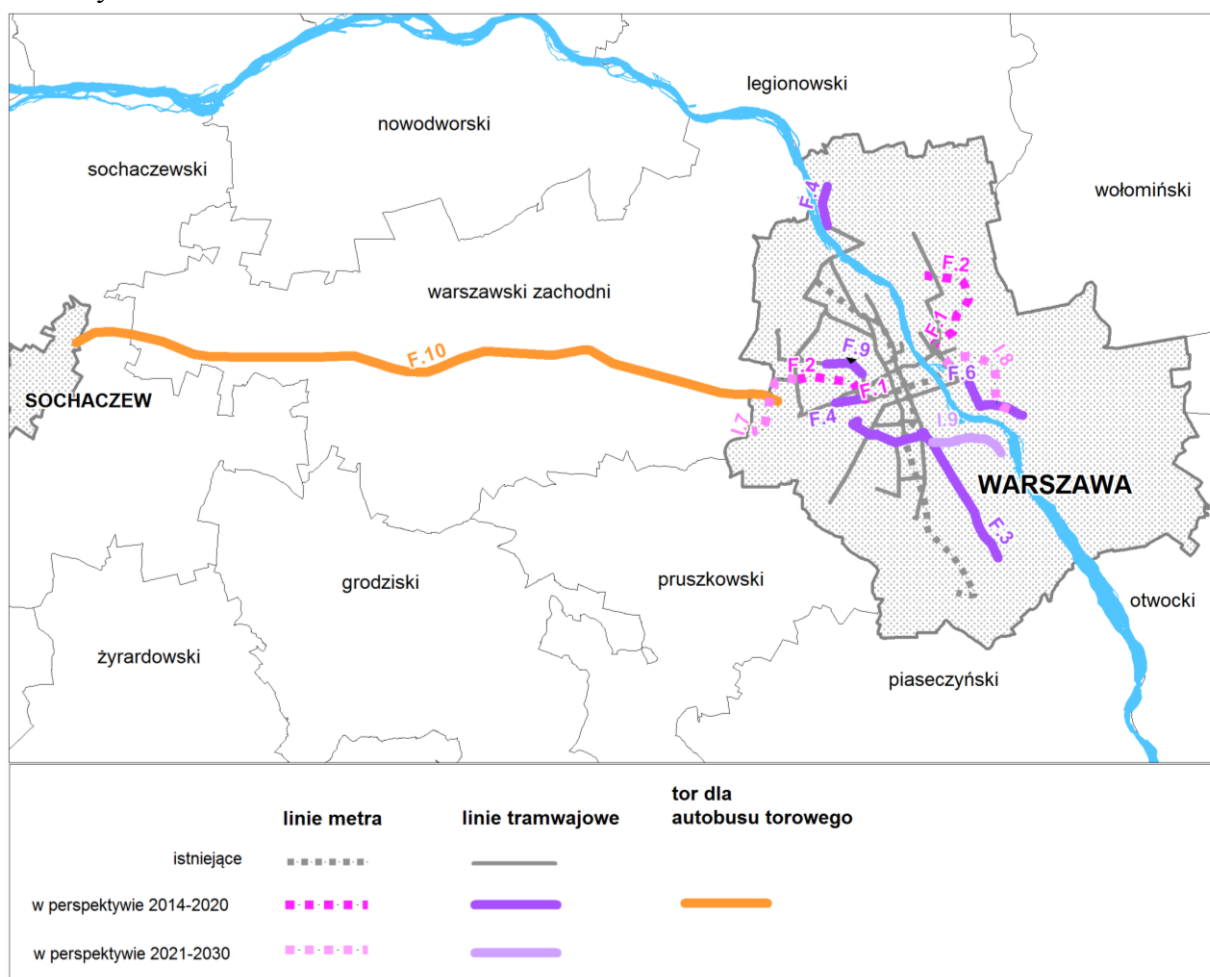 legionowski
nowodworski
sochaczewski
wołomiński
F.4
F.2
warszawski zachodni
F.1
F.9
I.8
F.10
F.2
F.6
SOCHACZEW
F.1
I.7
F.4
I.9
WARSZAWA
F.3
grodziski
pruszkowski
otwocki
żyrardowski
piaseczyński
linie metra
linie tramwajowe
tor dla
autobusu torowego
istniejące
w perspektywie 2014-2020
w perspektywie 2021-2030